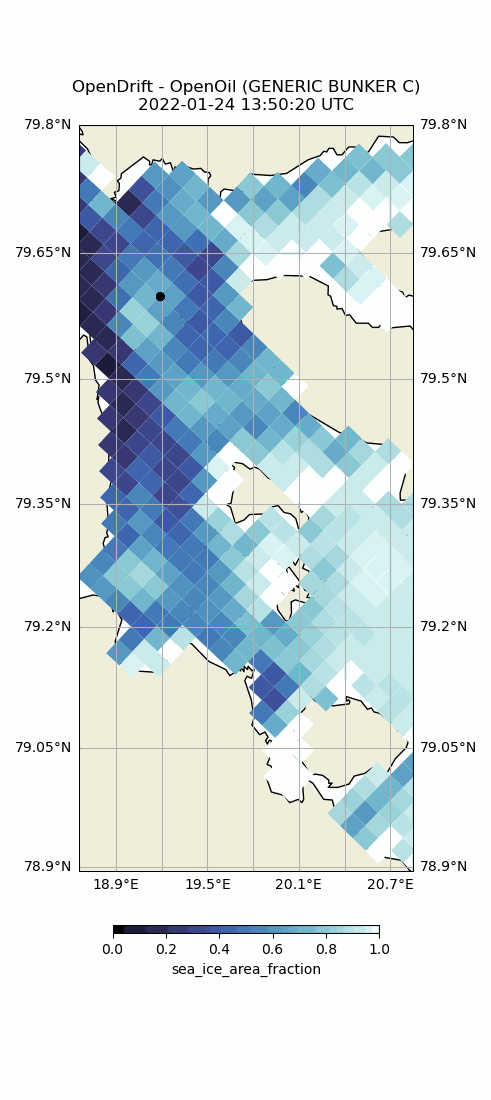 OpenDrift - OpenOil (GENERIC BUNKER C)
2022-01-24 13:50:20 UTC
79.8°N 79.8°N
79.65°N 79.65°N
79.5°N 79.5°N
79.35°N 79.35°N
79.2°N 79.2°N
79.05°N 79.05°N
78.9°N 78.9°N
18.9°E 19.5°E 20.1°E 20.7°E
0.0 0.2 0.4 0.6 0.8 1.0
sea_ice_area_fraction